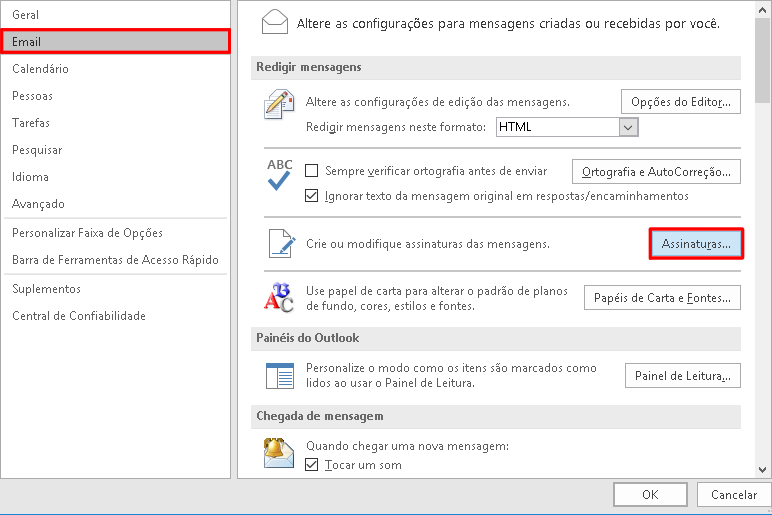 Geral
Email
Calendário
Pessoas
Tarefas
Pesquisar
Idioma
Avançado
Personalizar Faixa de Opções
Barra de Ferramentas de Acesso Rápido
Suplementos
Central de Confiabilidade
Altere as configurações para mensagens criadas ou recebidas por você.
Redigir mensagens
Altere as configurações de edição das mensagens.
Opções do Editor...
Redigir mensagens neste formato:
HTML
ABC
Sempre verificar ortografia antes de enviar
Ortografia e AutoCorreção...
Ignorar texto da mensagem original em respostas/encaminhamentos
Crie ou modifique assinaturas das mensagens.
Assinaturas...
ABC
Use papel de carta para alterar o padrão de planos
de fundo, cores, estilos e fontes.
Papéis de Carta e Fontes...
Painéis do Outlook
Personalize o modo como os itens são marcados como
lidos ao usar o Painel de Leitura.
Painel de Leitura...
Chegada de mensagem
Quando chegar uma nova mensagem:
Tocar um som
OK
Cancelar